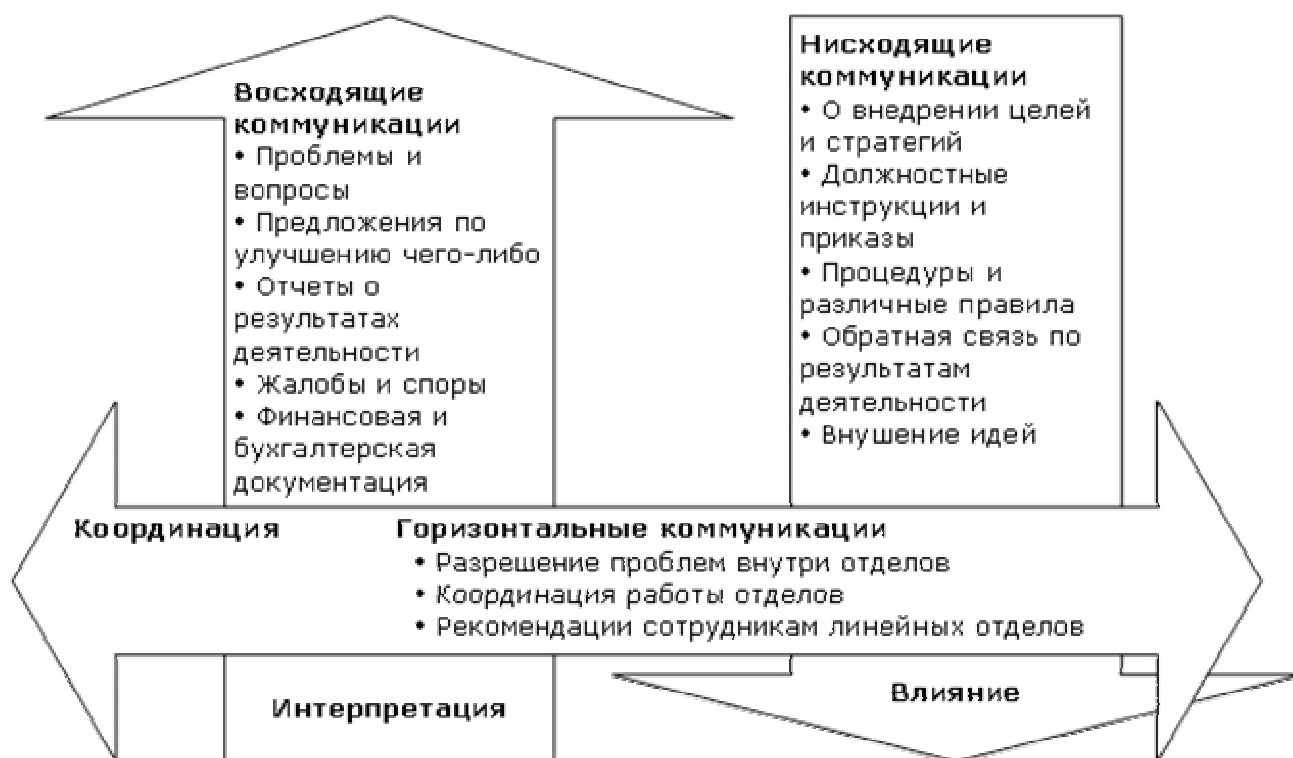 Восходящие
коммуникации
• Проблемы и
вопросы
• Предложения по
улучшению чего-либо
• Отчеты о
результатах
деятельности
• Жалобы и споры
• Финансовая и
бухгалтерская
документация
Нисходящие
коммуникации
• О внедрении целей
и стратегий
• Должностные
инструкции и
приказы
• Процедуры и
различные правила
• Обратная связь по
результатам
деятельности
• Внушение идей
Координация
Горизонтальные коммуникации
• Разрешение проблем внутри отделов
• Координация работы отделов
• Рекомендации сотрудникам линейных отделов
Интерпретация
Влияние